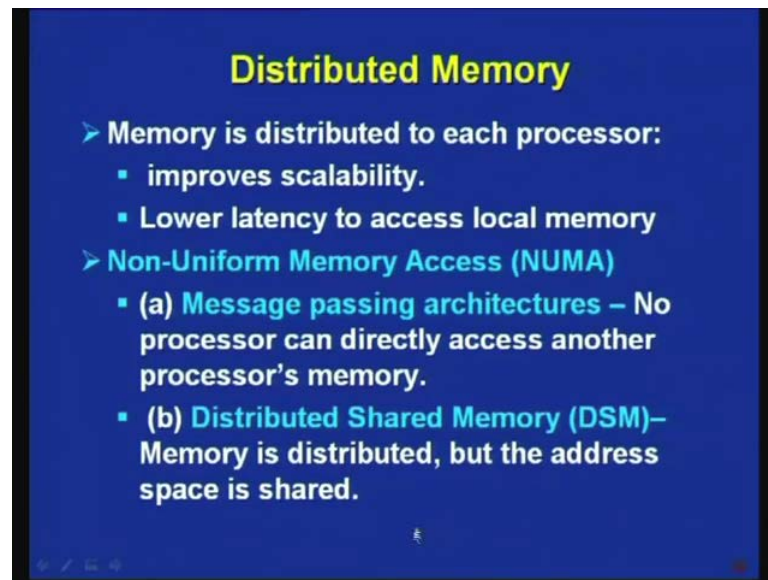 Distributed Memory
➢ Memory is distributed to each processor:
▪ improves scalability.
▪ Lower latency to access local memory
➢ Non-Uniform Memory Access (NUMA)
▪ (a) Message passing architectures – No
processor can directly access another
processor's memory.
▪ (b) Distributed Shared Memory (DSM)–
Memory is distributed, but the address
space is shared.